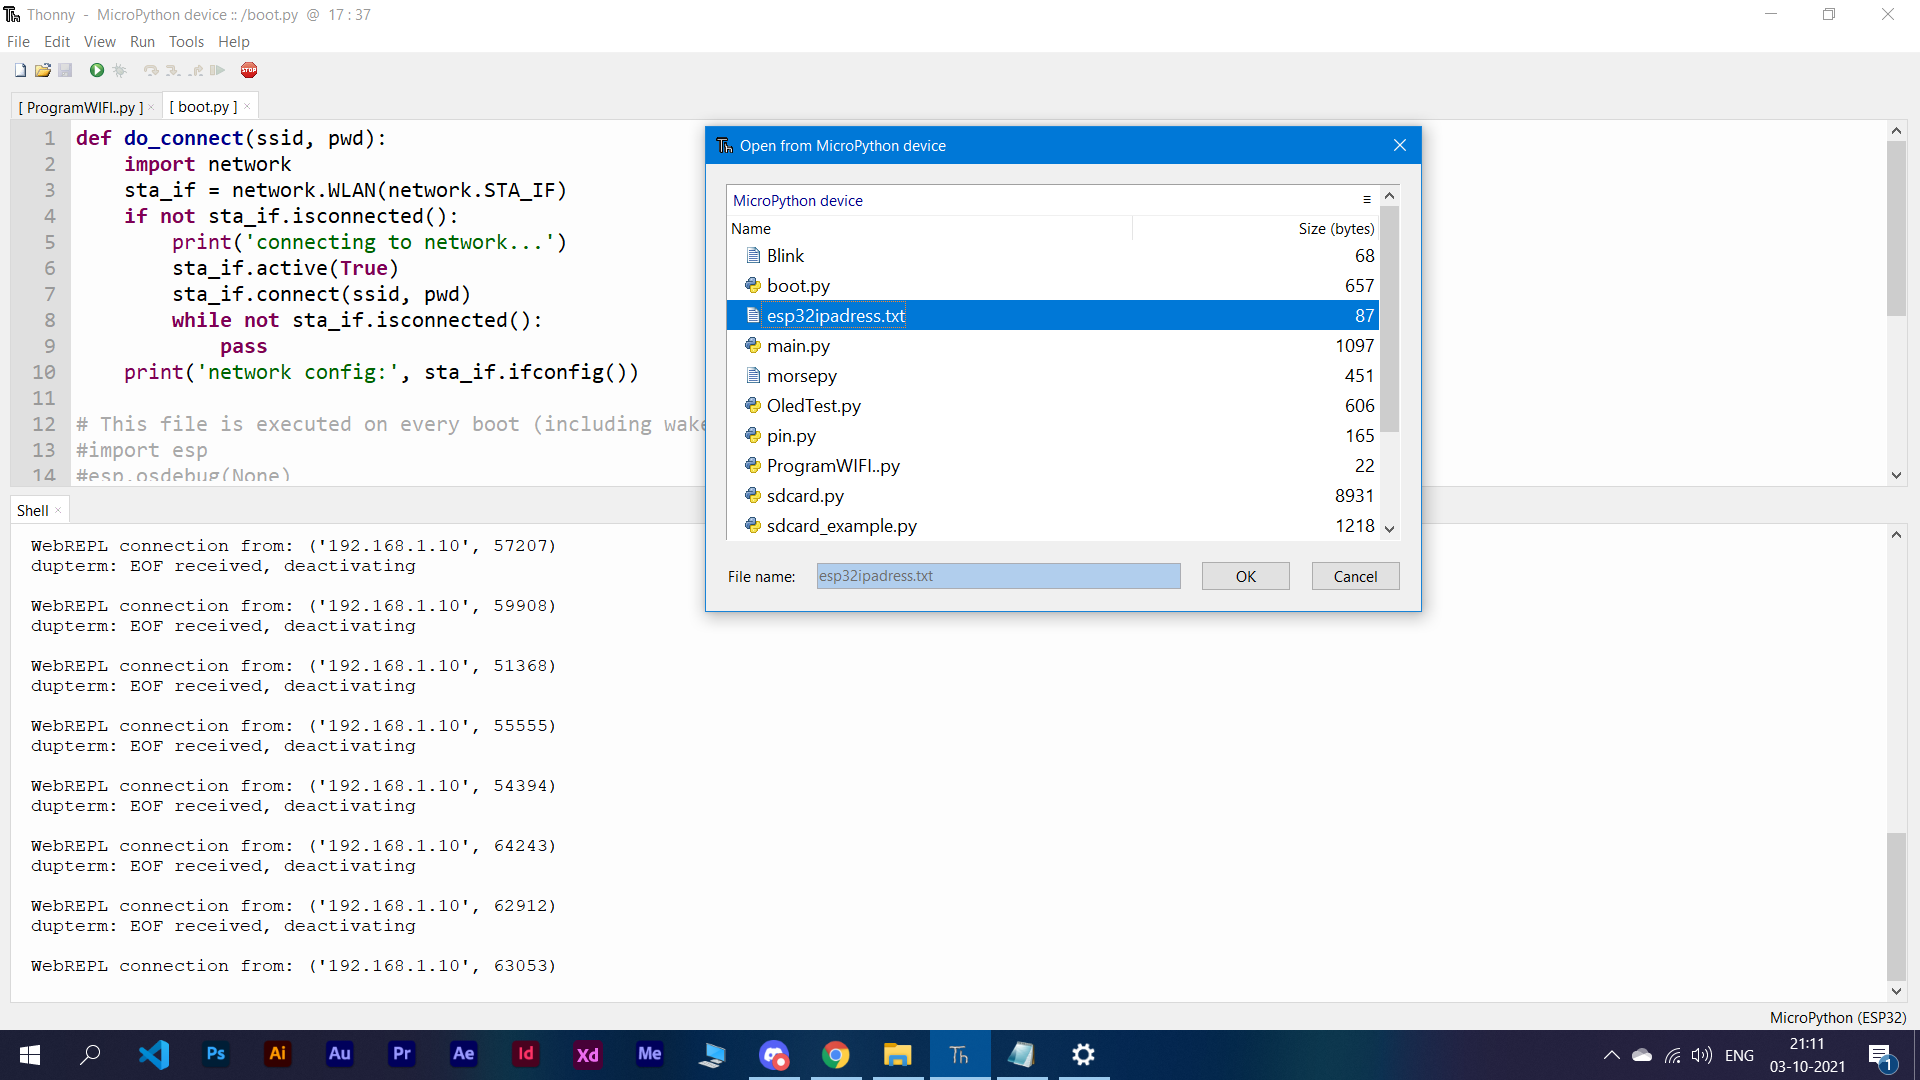 Thonny - MicroPython device :: /boot.py @ 17 : 37
File Edit View Run Tools Help
STOP
[ ProgramWIFI..py ] × [ boot.py ] ×
1 def do_connect(ssid, pwd):
2 import network
3 sta_if = network.WLAN(network.STA_IF)
4 if not sta_if.isconnected():
5 print('connecting to network...')
6 sta_if.active(True)
7 sta_if.connect(ssid, pwd)
8 while not sta_if.isconnected():
9 pass
10 print('network config:', sta_if.ifconfig())
11
12 # This file is executed on every boot (including wake
13 #import esp
14 #esp.osdebug(None)
Open from MicroPython device
MicroPython device
Name Size (bytes)
Blink 68
boot.py 657
esp32ipadress.txt 87
main.py 1097
morsepy 451
OledTest.py 606
pin.py 165
ProgramWIFI..py 22
sdcard.py 8931
sdcard_example.py 1218
File name: esp32ipadress.txt OK Cancel
Shell ×
WebREPL connection from: ('192.168.1.10', 57207)
dupterm: EOF received, deactivating
WebREPL connection from: ('192.168.1.10', 59908)
dupterm: EOF received, deactivating
WebREPL connection from: ('192.168.1.10', 51368)
dupterm: EOF received, deactivating
WebREPL connection from: ('192.168.1.10', 55555)
dupterm: EOF received, deactivating
WebREPL connection from: ('192.168.1.10', 54394)
dupterm: EOF received, deactivating
WebREPL connection from: ('192.168.1.10', 64243)
dupterm: EOF received, deactivating
WebREPL connection from: ('192.168.1.10', 62912)
dupterm: EOF received, deactivating
WebREPL connection from: ('192.168.1.10', 63053)
MicroPython (ESP32)
Ps Ai Au Pr Ae Id Xd Me Th ENG 21:11
03-10-2021 1